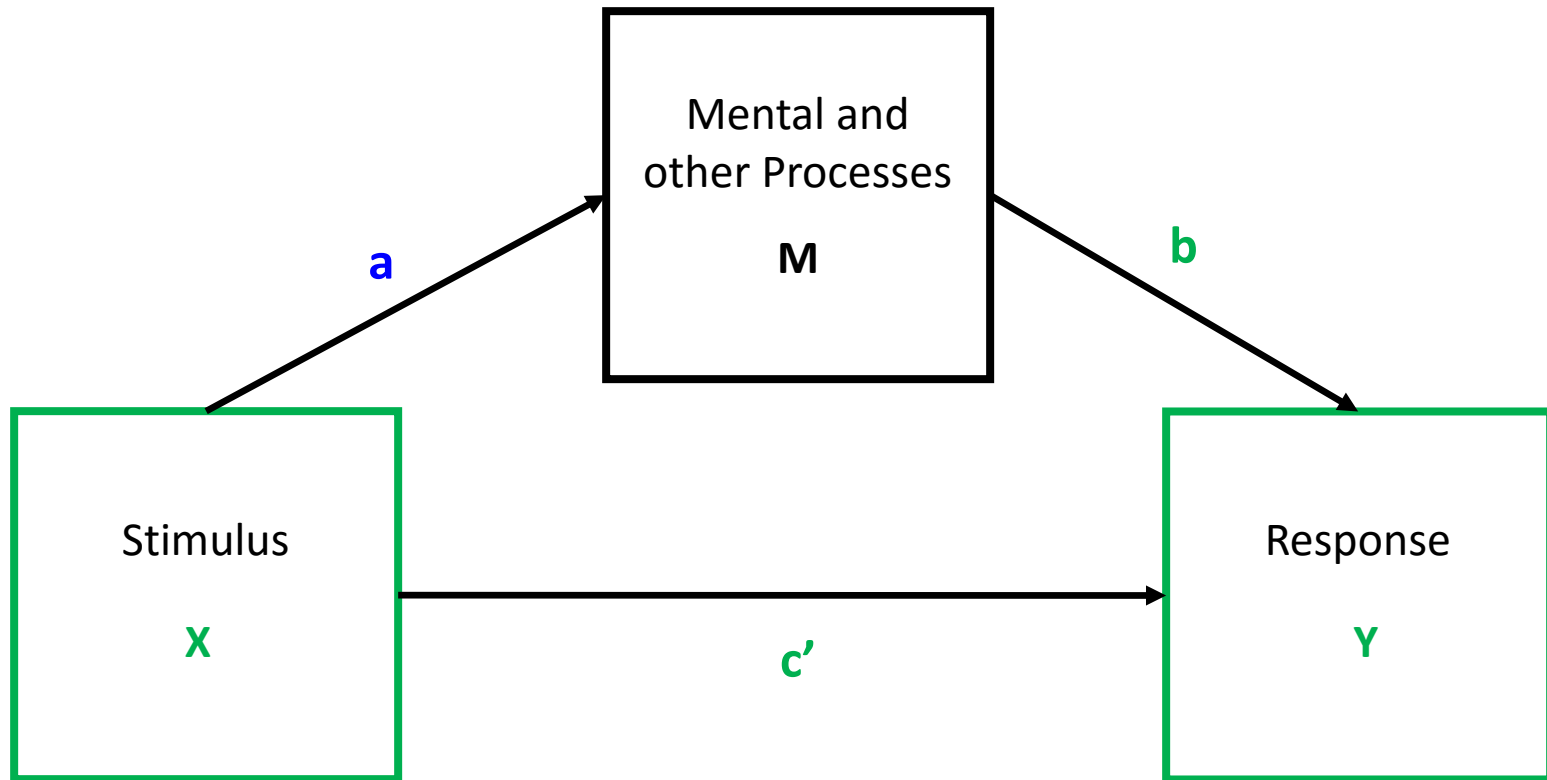 Mental and
other Processes
M
a
b
Stimulus
X
c’
Response
Y